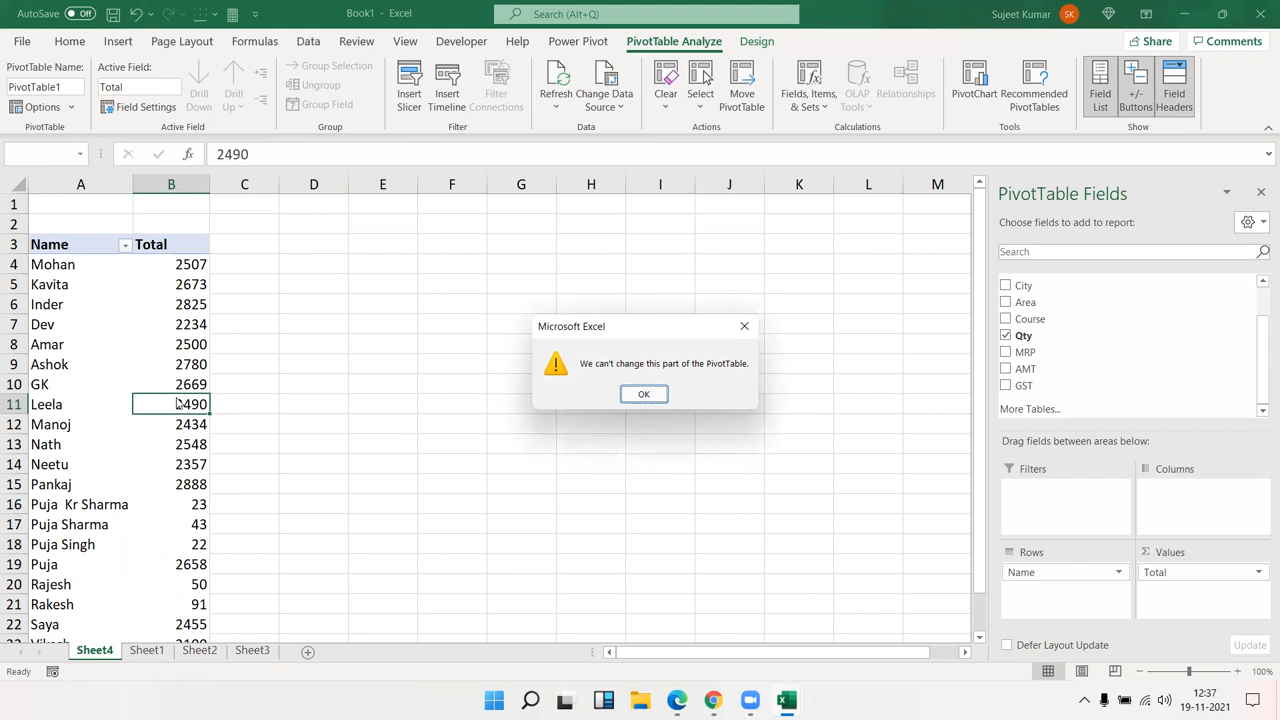 AutoSave Off Book1 - Excel Search (Alt+Q) Sujeet Kumar SK
File Home Insert Page Layout Formulas Data Review View Developer Help Power Pivot PivotTable Analyze Design Share Comments
PivotTable Name:
PivotTable1
Options
PivotTable
Active Field:
Total
Field Settings
Drill Down
Drill Up
Active Field
Group Selection
Ungroup
Group Field
Group
Insert Slicer
Insert Timeline
Filter Connections
Filter
Refresh
Change Data Source
Data
Clear
Select
Move PivotTable
Actions
Fields, Items, & Sets
OLAP Tools
Relationships
Calculations
PivotChart
Recommended PivotTables
Tools
Field List
+/- Buttons
Field Headers
Show
fx 2490
A B C D E F G H I J K L M
1
2
3 Name Total
4 Mohan 2507
5 Kavita 2673
6 Inder 2825
7 Dev 2234
8 Amar 2500
9 Ashok 2780
10 GK 2669
11 Leela 2490
12 Manoj 2434
13 Nath 2548
14 Neetu 2357
15 Pankaj 2888
16 Puja Kr Sharma 23
17 Puja Sharma 43
18 Puja Singh 22
19 Puja 2658
20 Rajesh 50
21 Rakesh 91
22 Saya 2455
Microsoft Excel
We can't change this part of the PivotTable.
OK
PivotTable Fields
Choose fields to add to report:
Search
City
Area
Course
Qty
MRP
AMT
GST
More Tables...
Drag fields between areas below:
Filters
Columns
Rows
Values
Name
Total
Defer Layout Update
Update
Sheet4 Sheet1 Sheet2 Sheet3
Ready
100%
12:37
19-11-2021